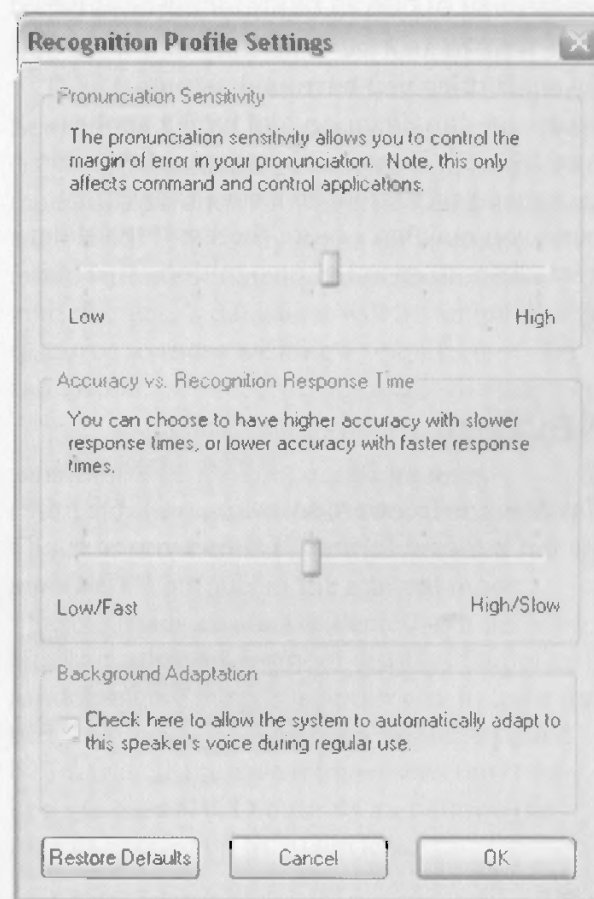 Recognition Profile Settings
Pronunciation Sensitivity
The pronunciation sensitivity allows you to control the
margin of error in your pronunciation. Note, this only
affects command and control applications.
Low High
Accuracy vs. Recognition Response Time
You can choose to have higher accuracy with slower
response times, or lower accuracy with faster response
times.
Low/Fast High/Slow
Background Adaptation
Check here to allow the system to automatically adapt to
this speaker's voice during regular use.
Restore Defaults Cancel OK